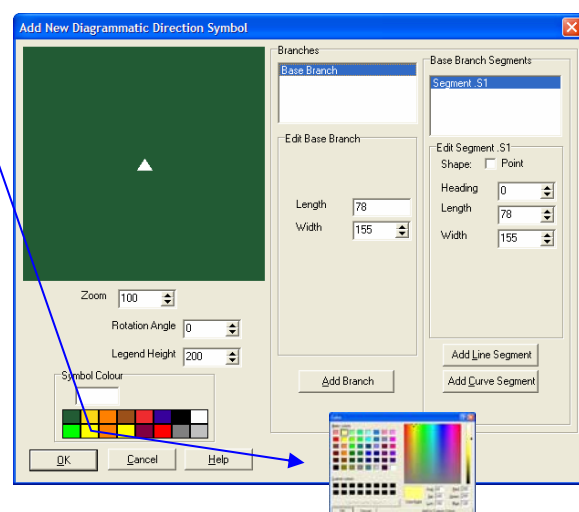 Add New Diagrammatic Direction Symbol
Branches
Base Branch
Base Branch Segments
Segment .S1
Edit Base Branch
Length 78
Width 155
Edit Segment .S1
Shape: Point
Heading 0
Length 78
Width 155
Zoom 100
Rotation Angle 0
Legend Height 200
Symbol Colour
Add Line Segment
Add Branch
Add Curve Segment
OK Cancel Help